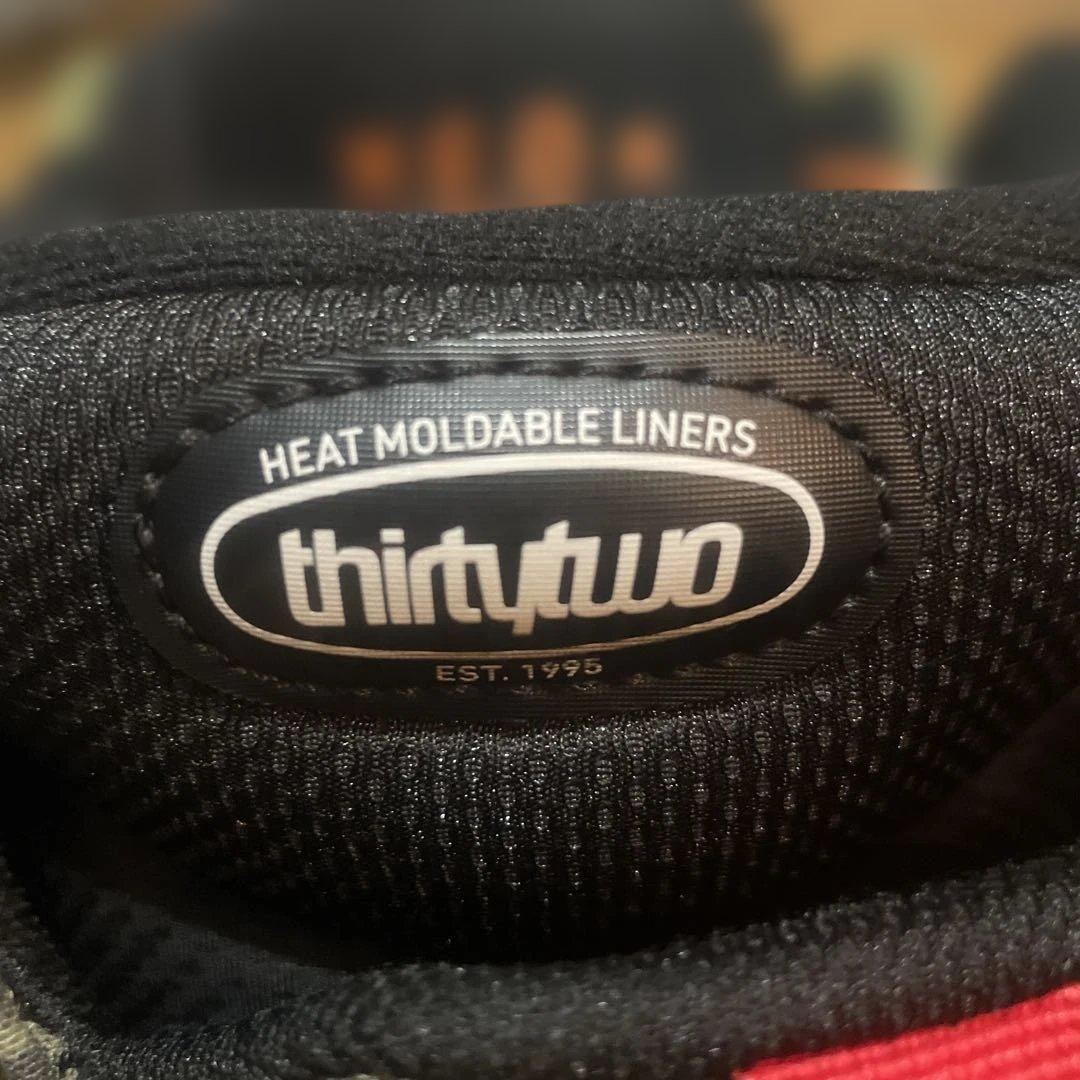 HEAT MOLDABLE LINERS
thirtytwo
EST. 1995